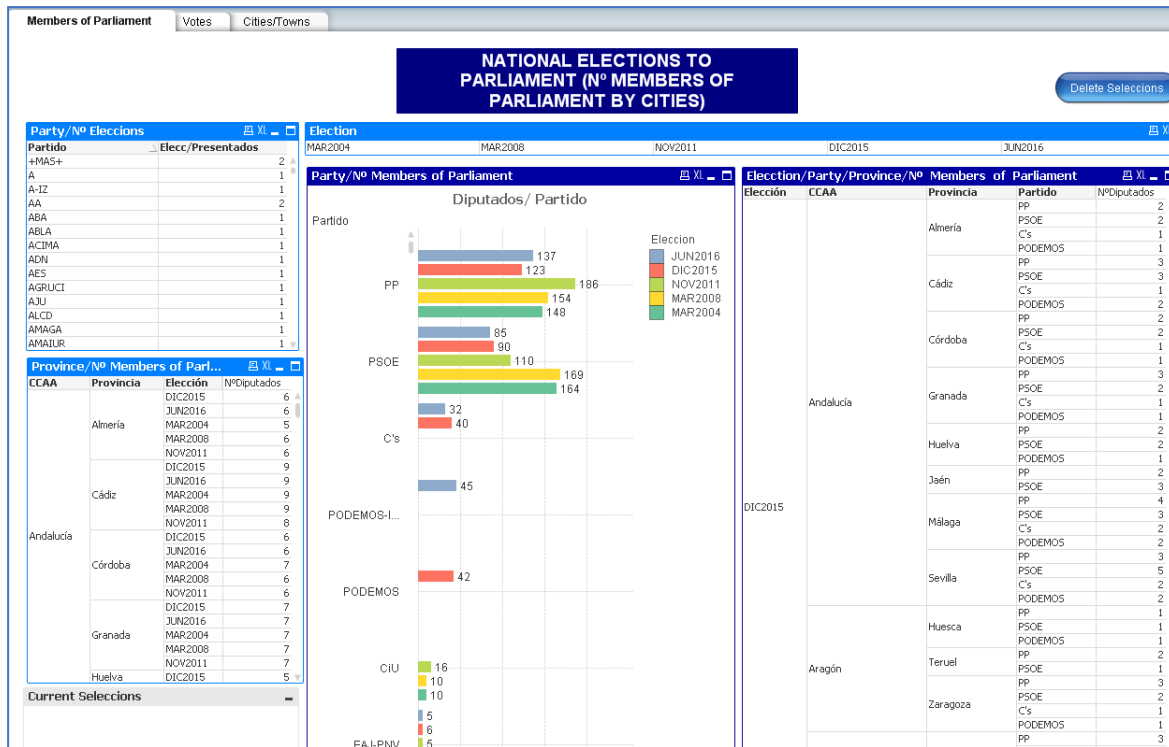 Members of Parliament
Votes
Cities/Towns
NATIONAL ELECTIONS TO
PARLIAMENT (Nº MEMBERS OF
PARLIAMENT BY CITIES)
Delete Seleccions
Party/Nº Eleccions XL
Partido Elecc/Presentados
+MAS+ 2
A 1
A-IZ 1
AA 2
ABA 1
ABLA 1
ACIMA 1
ADN 1
AES 1
AGRUCI 1
AJU 1
ALCD 1
AMAGA 1
AMAIUR 1
Province/Nº Members of Parl... XL
CCAA Provincia Elección NºDiputados
Andalucía
Almería
DIC2015 6
JUN2016 6
MAR2004 5
MAR2008 6
NOV2011 6
Cádiz
DIC2015 9
JUN2016 9
MAR2004 9
MAR2008 9
NOV2011 8
Córdoba
DIC2015 6
JUN2016 6
MAR2004 7
MAR2008 6
NOV2011 6
Granada
DIC2015 7
JUN2016 7
MAR2004 7
MAR2008 7
NOV2011 7
Huelva DIC2015 5
Current Seleccions
Election
MAR2004 MAR2008 NOV2011 DIC2015 JUN2016
Party/Nº Members of Parliament XL
Diputados/ Partido
Partido
PP
137
123
186
154
148
PSOE
85
90
110
169
164
C's
32
40
PODEMOS-I...
45
PODEMOS
42
CiU
16
10
10
EAJ-PNV
5
6
5
Eleccion
JUN2016
DIC2015
NOV2011
MAR2008
MAR2004
Elecction/Party/Province/Nº Members of Parliament XL
Elección CCAA Provincia Partido NºDiputados
DIC2015
Andalucía
Almería
PP 2
PSOE 2
C's 1
PODEMOS 1
Cádiz
PP 3
PSOE 3
C's 1
PODEMOS 2
Córdoba
PP 2
PSOE 2
C's 1
PODEMOS 1
Granada
PP 3
PSOE 2
C's 1
PODEMOS 1
Huelva
PP 2
PSOE 2
PODEMOS 1
Jaén
PP 2
PSOE 3
Málaga
PP 4
PSOE 3
C's 2
PODEMOS 2
Sevilla
PP 3
PSOE 5
C's 2
PODEMOS 2
Aragón
Huesca
PP 1
PSOE 1
PODEMOS 1
Teruel
PP 2
PSOE 1
Zaragoza
PP 3
PSOE 2
C's 1
PODEMOS 1
PP 3